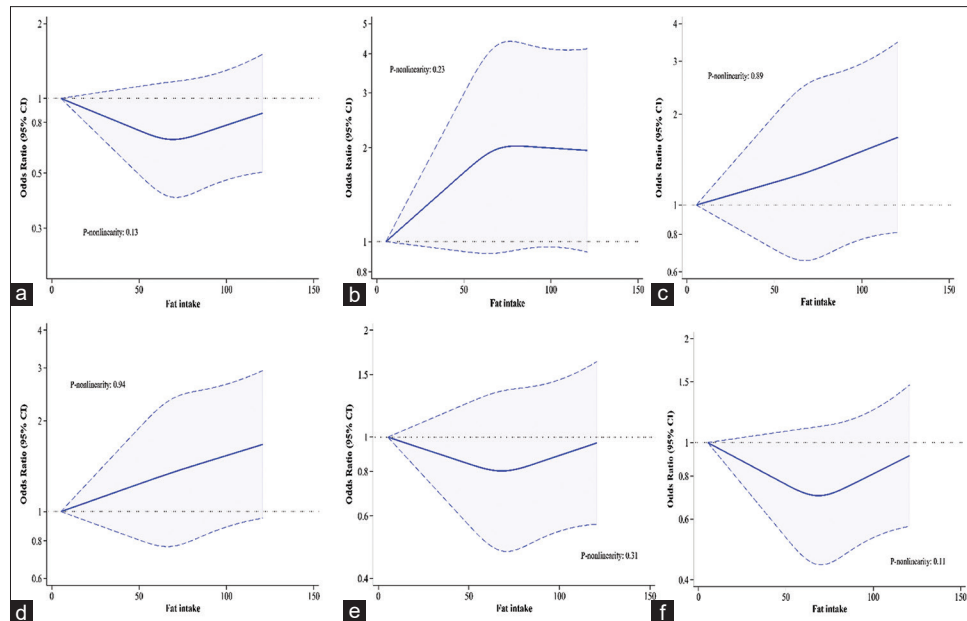 2
1
0.8
0.5
0.3
Odds Ratio (95% CI)
P-nonlinearity: 0.13
0 50 100 150
Fat intake
a
5
4
3
2
1
0.8
Odds Ratio (95% CI)
P-nonlinearity: 0.23
0 50 100 150
Fat intake
b
4
3
2
1
0.8
0.6
Odds Ratio (95% CI)
P-nonlinearity: 0.89
0 50 100 150
Fat intake
c
4
3
2
1
0.8
0.6
Odds Ratio (95% CI)
P-nonlinearity: 0.94
0 50 100 150
Fat intake
d
2
1.5
1
0.8
0.4
Odds Ratio (95% CI)
P-nonlinearity: 0.31
0 50 100 150
Fat intake
e
2
1.5
1
0.8
0.6
0.4
Odds Ratio (95% CI)
P-nonlinearity: 0.11
0 50 100 150
Fat intake
f